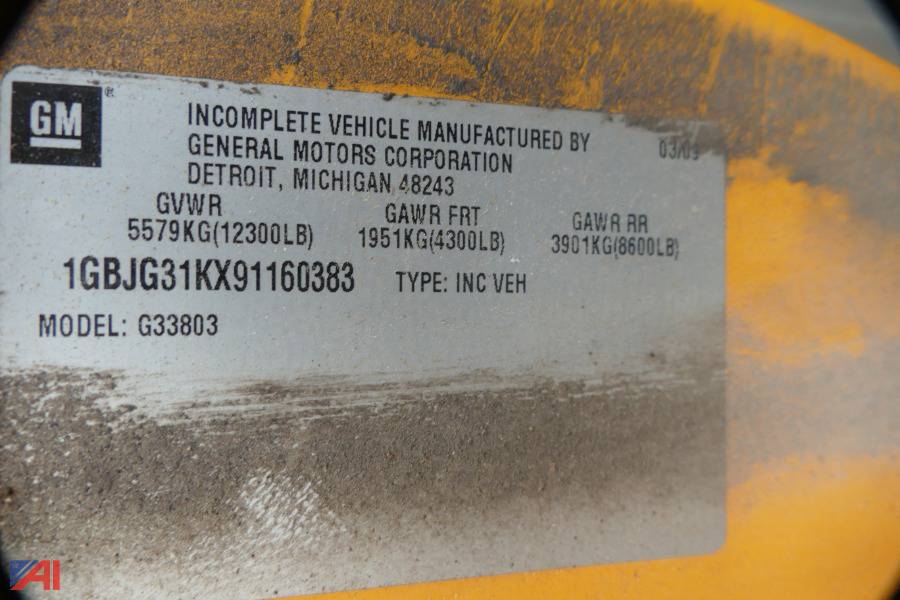 GM®
INCOMPLETE VEHICLE MANUFACTURED BY 03/09
GENERAL MOTORS CORPORATION
DETROIT, MICHIGAN 48243
GVWR GAWR FRT GAWR RR
5579KG(12300LB) 1951KG(4300LB) 3901KG(8600LB)
1GBJG31KX91160383 TYPE: INC VEH
MODEL: G33803
AI